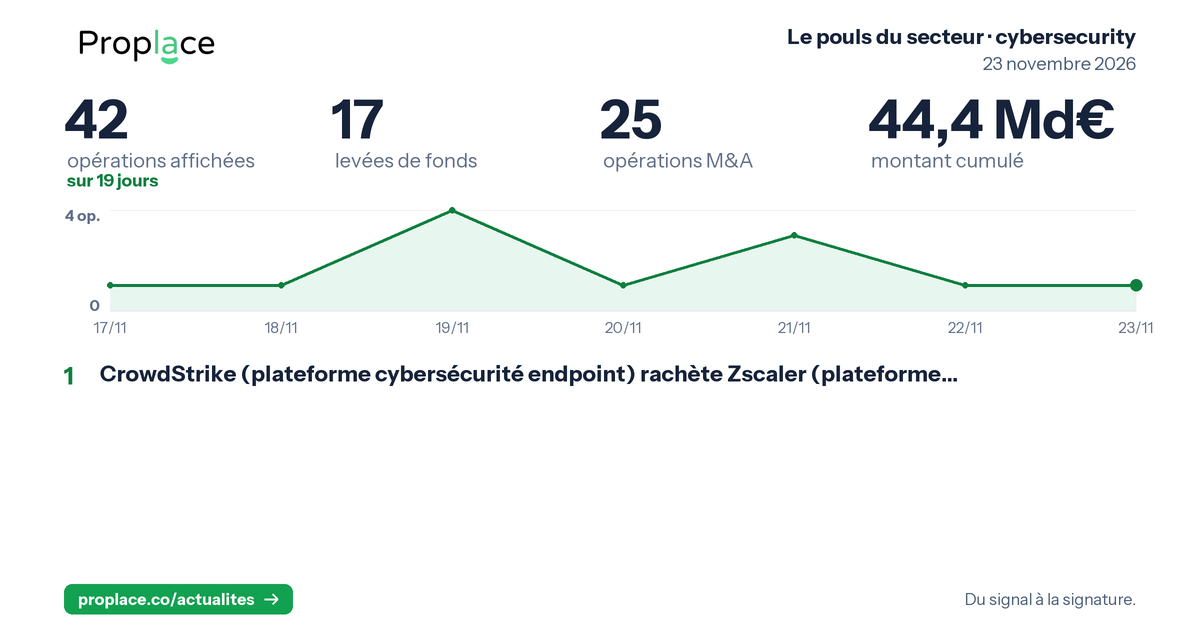 Proplace
Le pouls du secteur · cybersecurity
23 novembre 2026
42
opérations affichées
sur 19 jours
17
levées de fonds
25
opérations M&A
44,4 Md€
montant cumulé
4 op.
0
17/11 18/11 19/11 20/11 21/11 22/11 23/11
1 CrowdStrike (plateforme cybersécurité endpoint) rachète Zscaler (plateforme...
proplace.co/actualites →
Du signal à la signature.